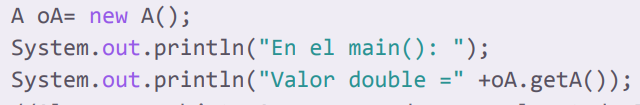 A oA= new A();
System.out.println("En el main(): ");
System.out.println("Valor double =" +oA.getA());